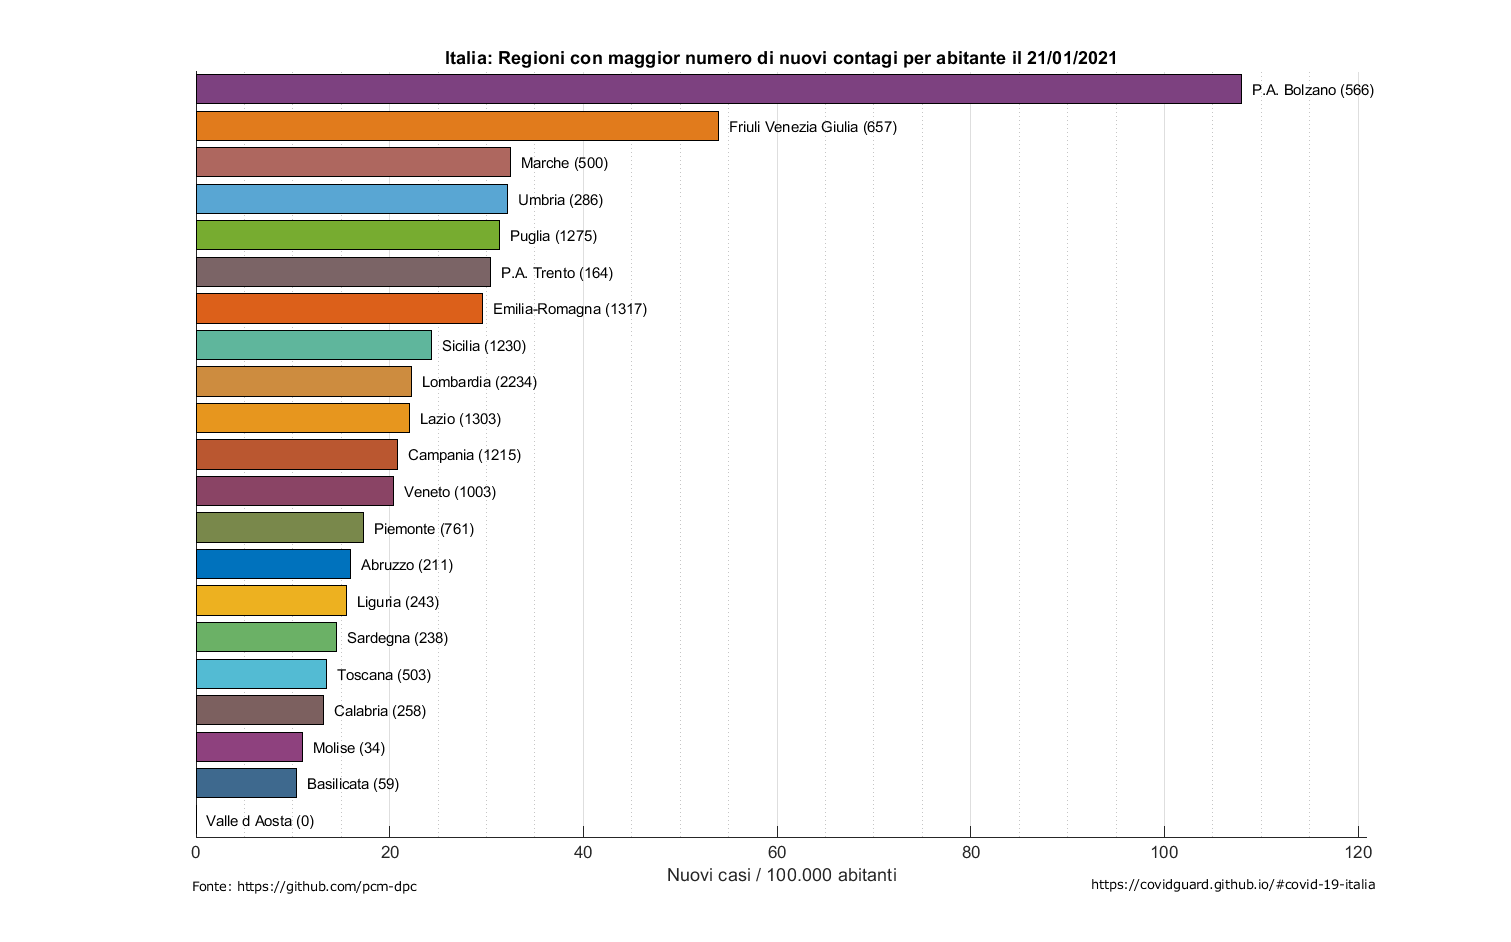 Italia: Regioni con maggior numero di nuovi contagi per abitante il 21/01/2021
P.A. Bolzano (566)
Friuli Venezia Giulia (657)
Marche (500)
Umbria (286)
Puglia (1275)
P.A. Trento (164)
Emilia-Romagna (1317)
Sicilia (1230)
Lombardia (2234)
Lazio (1303)
Campania (1215)
Veneto (1003)
Piemonte (761)
Abruzzo (211)
Liguria (243)
Sardegna (238)
Toscana (503)
Calabria (258)
Molise (34)
Basilicata (59)
Valle d Aosta (0)
0 20 40 60 80 100 120
Nuovi casi / 100.000 abitanti
Fonte: https://github.com/pcm-dpc
https://covidguard.github.io/#covid-19-italia